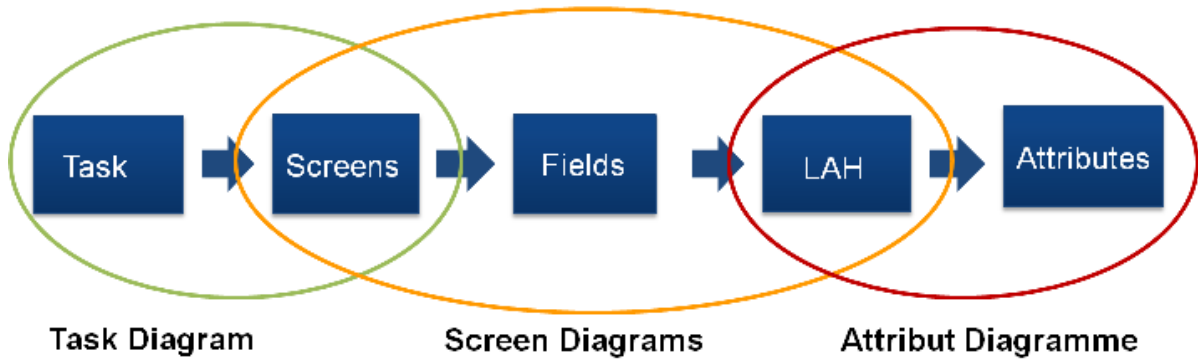 Task
Screens
Fields
LAH
Attributes
Task Diagram
Screen Diagrams
Attribut Diagramme